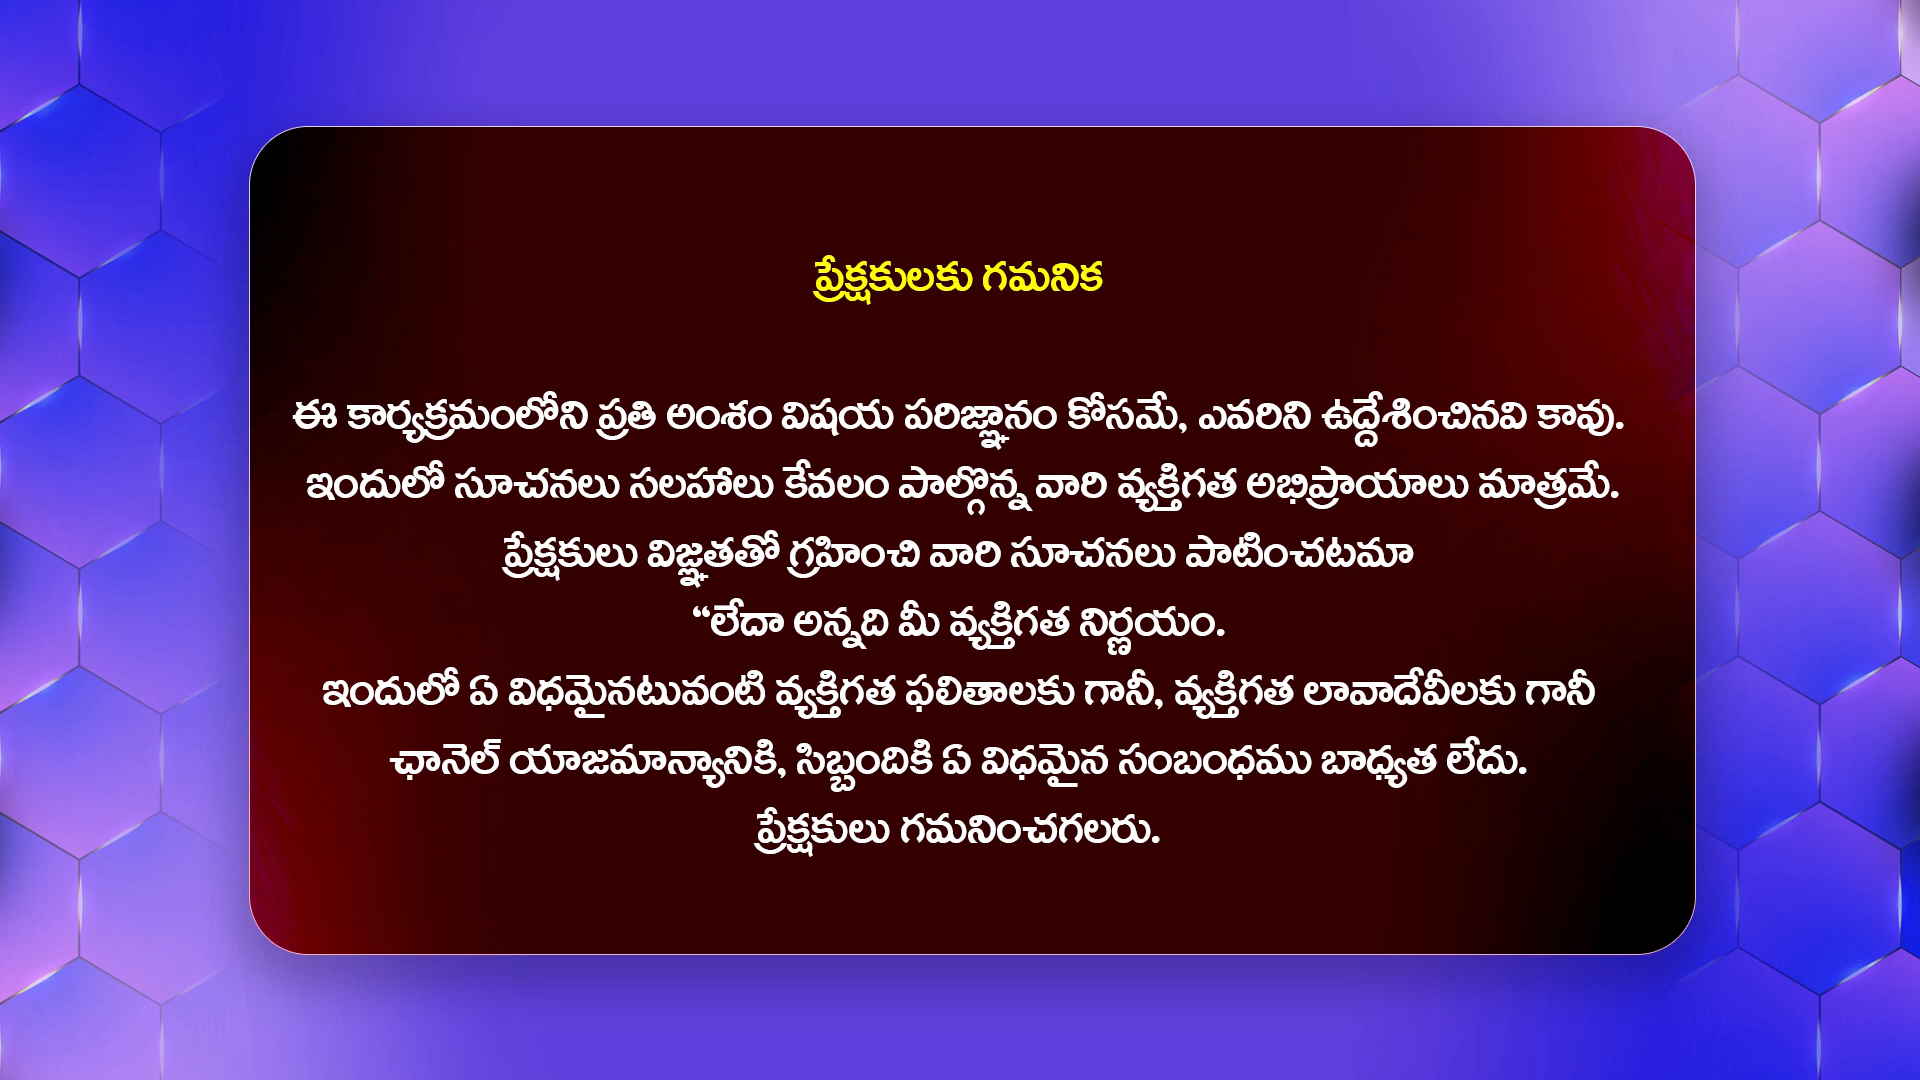 ప్రేక్షకులకు గమనిక
ఈ కార్యక్రమంలోని ప్రతి అంశం విషయ పరిజ్ఞానం కోసమే, ఎవరిని ఉద్దేశించినవి కావు.
ఇందులో సూచనలు సలహాలు కేవలం పాల్గొన్న వారి వ్యక్తిగత అభిప్రాయాలు మాత్రమే.
ప్రేక్షకులు విజ్ఞతతో గ్రహించి వారి సూచనలు పాటించటమా
“లేదా అన్నది మీ వ్యక్తిగత నిర్ణయం.
ఇందులో ఏ విధమైనటువంటి వ్యక్తిగత ఫలితాలకు గానీ, వ్యక్తిగత లావాదేవీలకు గానీ
ఛానెల్ యాజమాన్యానికి, సిబ్బందికి ఏ విధమైన సంబంధము బాధ్యత లేదు.
ప్రేక్షకులు గమనించగలరు.